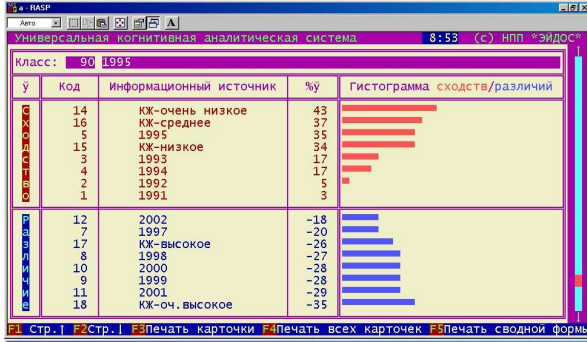 a - RASP
Авто
A
Универсальная когнитивная аналитическая система 8:53 (с) НПП *ЭЙДОС*
Класс: 90 1995
ў Код Информационный источник %ў Гистограмма сходств/различий
Сходство
14 КЖ-очень низкое 43
16 КЖ-среднее 37
5 1995 35
15 КЖ-низкое 34
3 1993 17
4 1994 17
2 1992 5
1 1991 3
Различие
12 2002 -18
7 1997 -20
17 КЖ-высокое -26
8 1998 -27
10 2000 -28
9 1999 -28
11 2001 -29
18 КЖ-оч.высокое -35
F1 Стр.↑ F2Стр.↓ F3Печать карточки F4Печать всех карточек F5Печать сводной формы